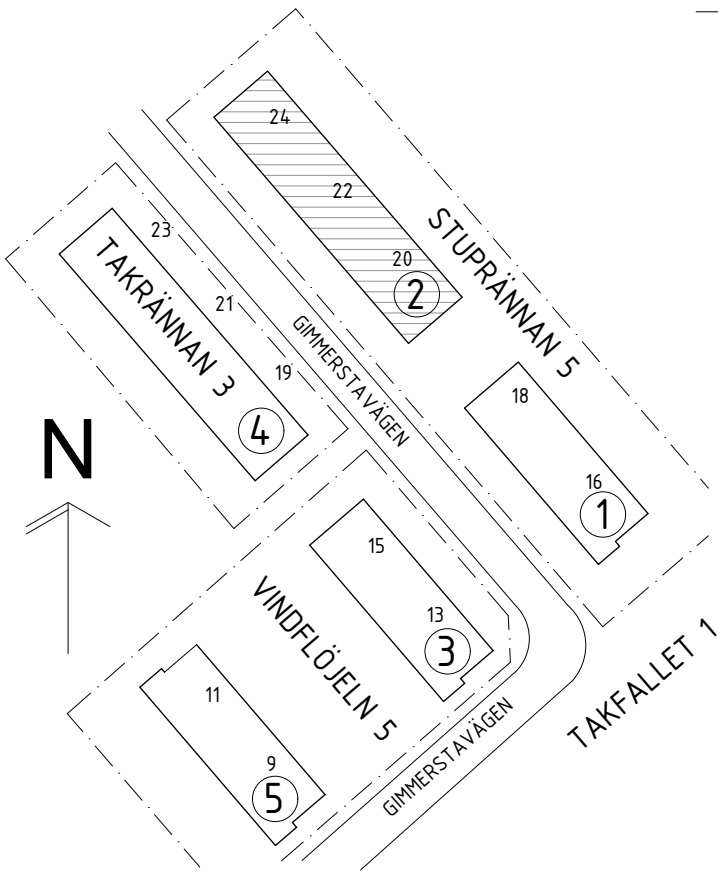 24
22
20
2
STUPRÄNNAN 5
23
21
19
TAKRÄNNAN 3
4
GIMMERSTAVÄGEN
18
16
1
N
15
13
3
VINDFLÖJELN 5
11
9
5
GIMMERSTAVÄGEN
TAKFALLET 1